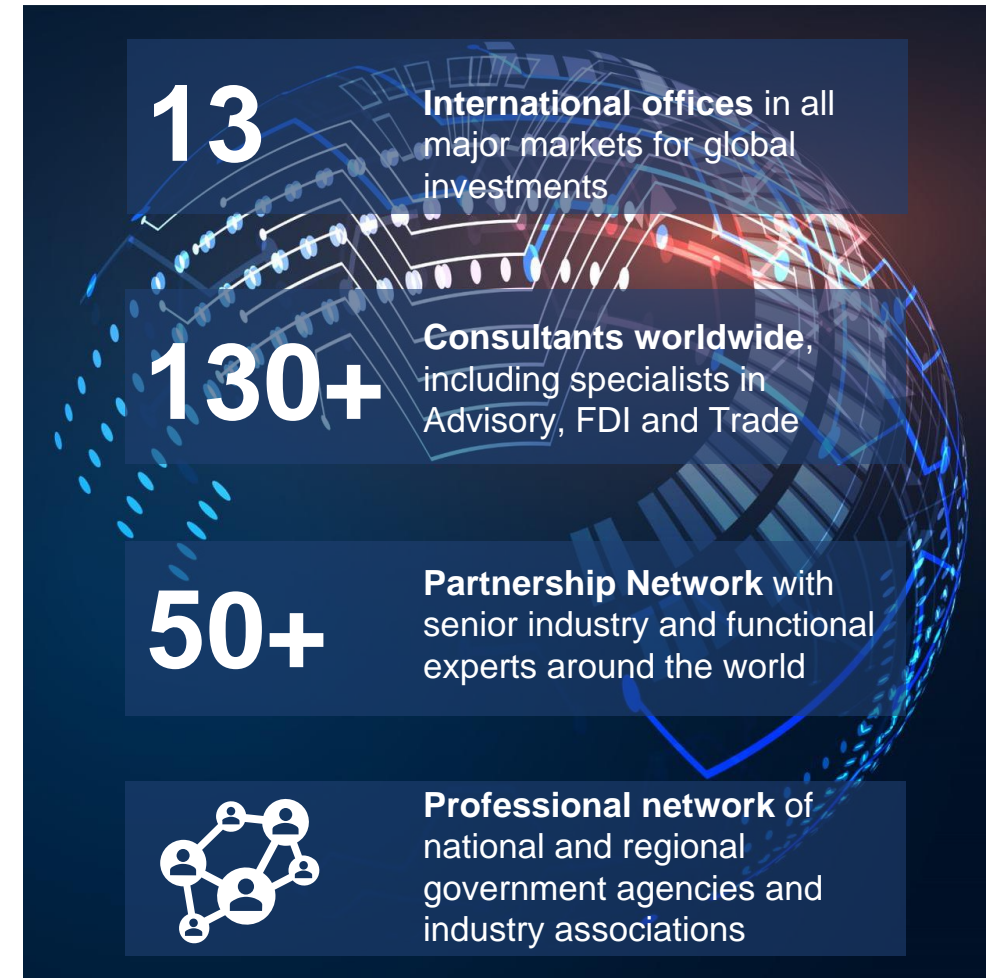 13
International offices in all
major markets for global
investments
130+
Consultants worldwide,
including specialists in
Advisory, FDI and Trade
50+
Partnership Network with
senior industry and functional
experts around the world
Professional network of
national and regional
government agencies and
industry associations